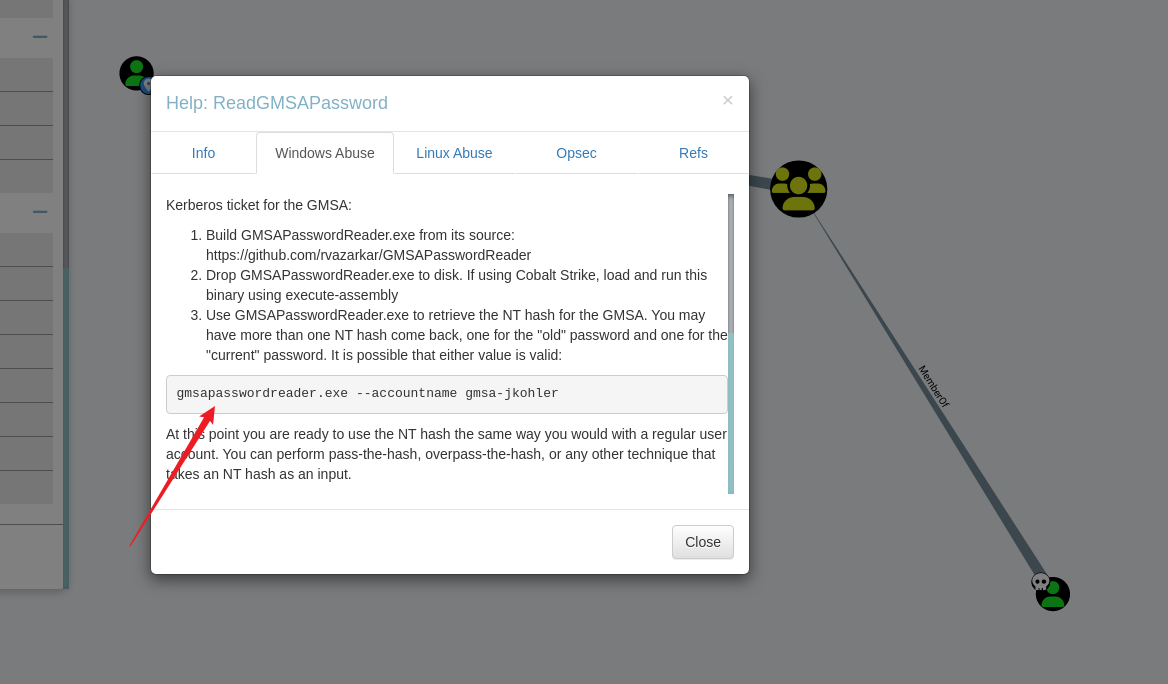 Help: ReadGMSAPassword
×
Info Windows Abuse Linux Abuse Opsec Refs
Kerberos ticket for the GMSA:
1. Build GMSAPasswordReader.exe from its source:
https://github.com/rvazarkar/GMSAPasswordReader
2. Drop GMSAPasswordReader.exe to disk. If using Cobalt Strike, load and run this
binary using execute-assembly
3. Use GMSAPasswordReader.exe to retrieve the NT hash for the GMSA. You may
have more than one NT hash come back, one for the "old" password and one for the
"current" password. It is possible that either value is valid:
gmsapasswordreader.exe --accountname gmsa-jkohler
At this point you are ready to use the NT hash the same way you would with a regular user
account. You can perform pass-the-hash, overpass-the-hash, or any other technique that
takes an NT hash as an input.
Close
MemberOf